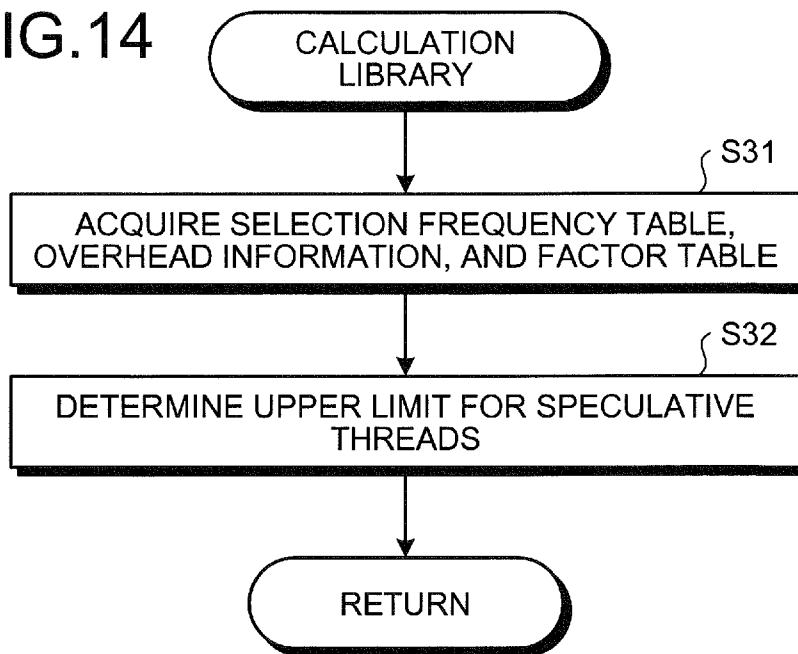 IG.14
CALCULATION
LIBRARY
S31
ACQUIRE SELECTION FREQUENCY TABLE,
OVERHEAD INFORMATION, AND FACTOR TABLE
S32
DETERMINE UPPER LIMIT FOR SPECULATIVE
THREADS
RETURN